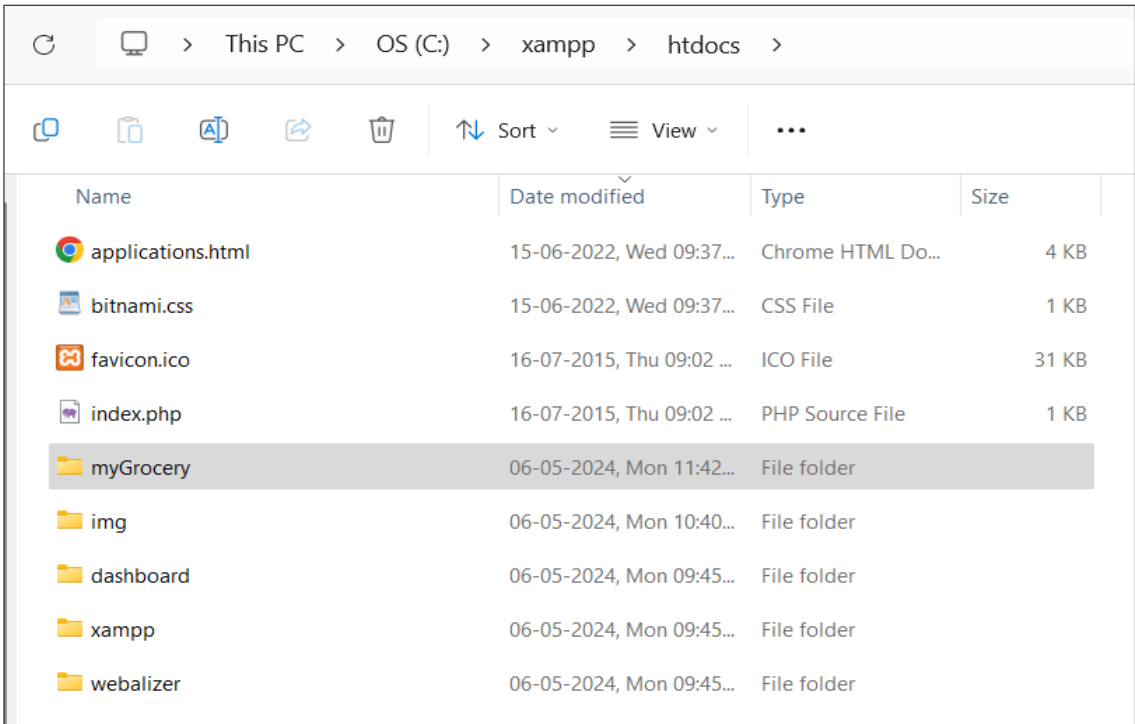 This PC > OS (C:) > xampp > htdocs >
Sort View ...
Name Date modified Type Size
applications.html 15-06-2022, Wed 09:37... Chrome HTML Do... 4 KB
bitnami.css 15-06-2022, Wed 09:37... CSS File 1 KB
favicon.ico 16-07-2015, Thu 09:02 ... ICO File 31 KB
index.php 16-07-2015, Thu 09:02 ... PHP Source File 1 KB
myGrocery 06-05-2024, Mon 11:42... File folder
img 06-05-2024, Mon 10:40... File folder
dashboard 06-05-2024, Mon 09:45... File folder
xampp 06-05-2024, Mon 09:45... File folder
webalizer 06-05-2024, Mon 09:45... File folder